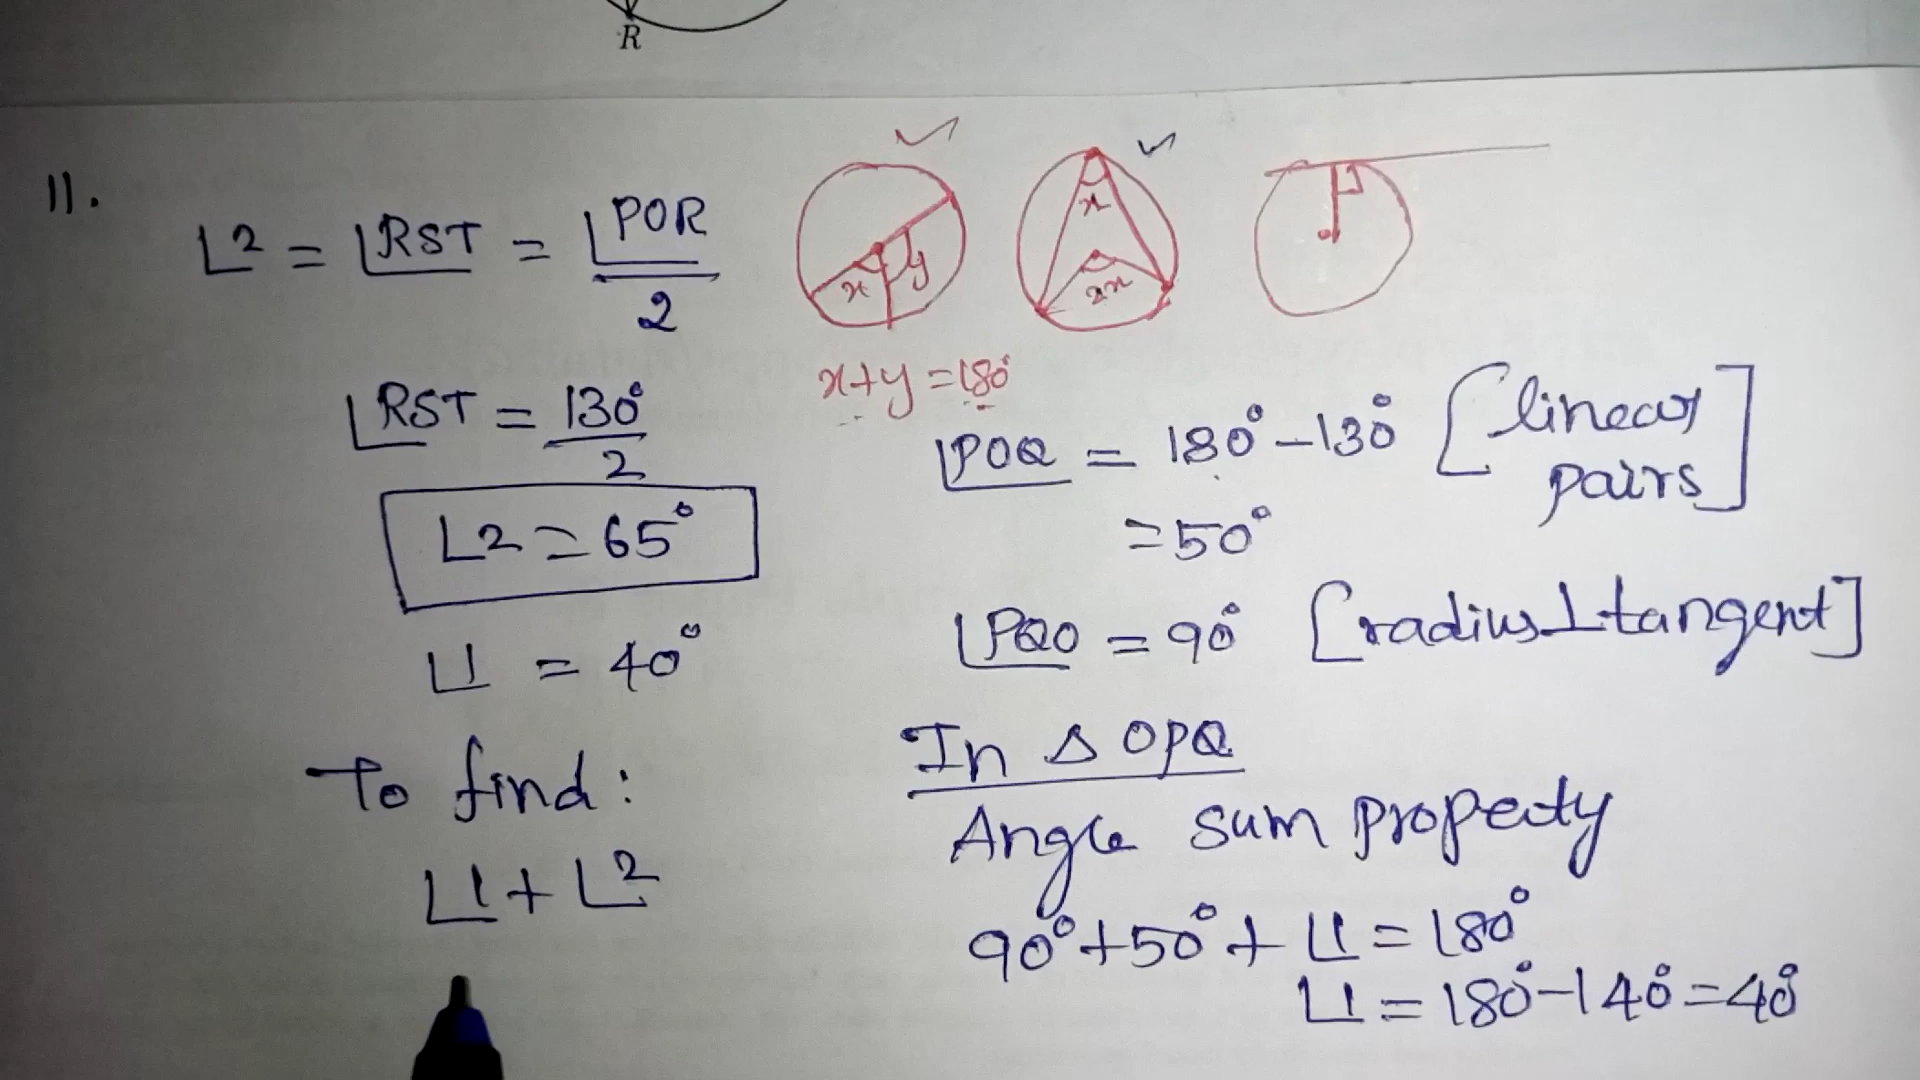 R
11.
∠2 = ∠RST = ∠POR/2
x
y
x
2x
x+y = 180°
∠RST = 130°/2
∠2 = 65°
∠1 = 40°
To find:
∠1 + ∠2
∠POQ = 180° - 130° [linear pairs]
= 50°
∠PQO = 90° [radius ⊥ tangent]
In Δ OPQ
Angle sum property
90° + 50° + ∠1 = 180°
∠1 = 180° - 140° = 40°